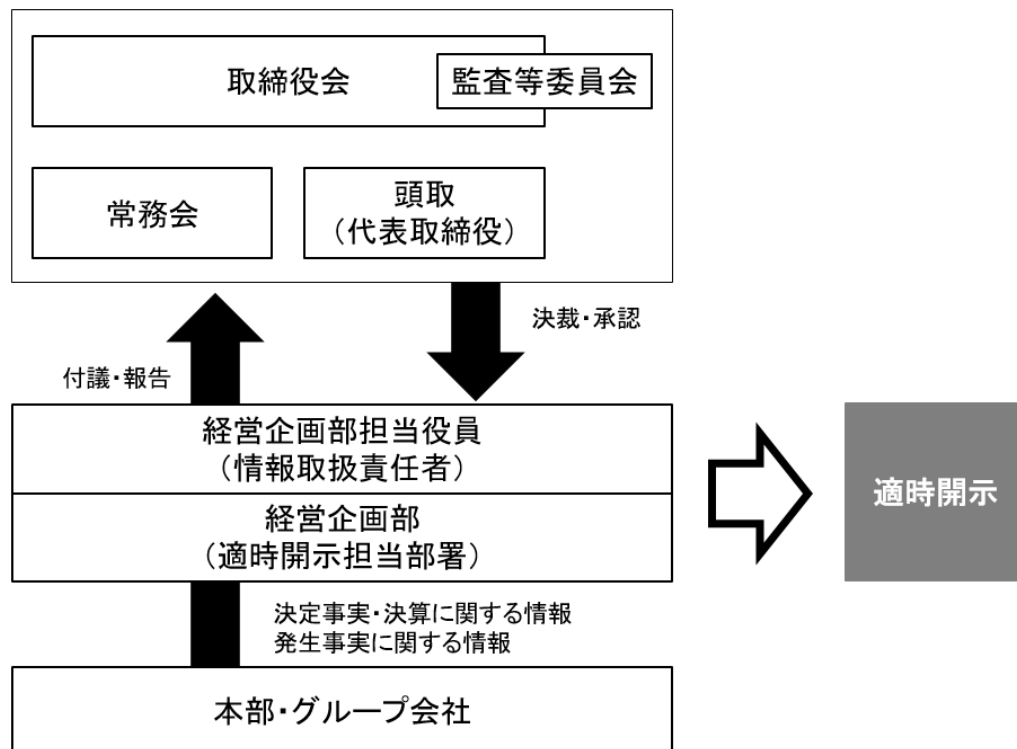 取締役会
監査等委員会
常務会
頭取
（代表取締役）
付議・報告
決裁・承認
経営企画部担当役員
（情報取扱責任者）
経営企画部
（適時開示担当部署）
適時開示
決定事実・決算に関する情報
発生事実に関する情報
本部・グループ会社